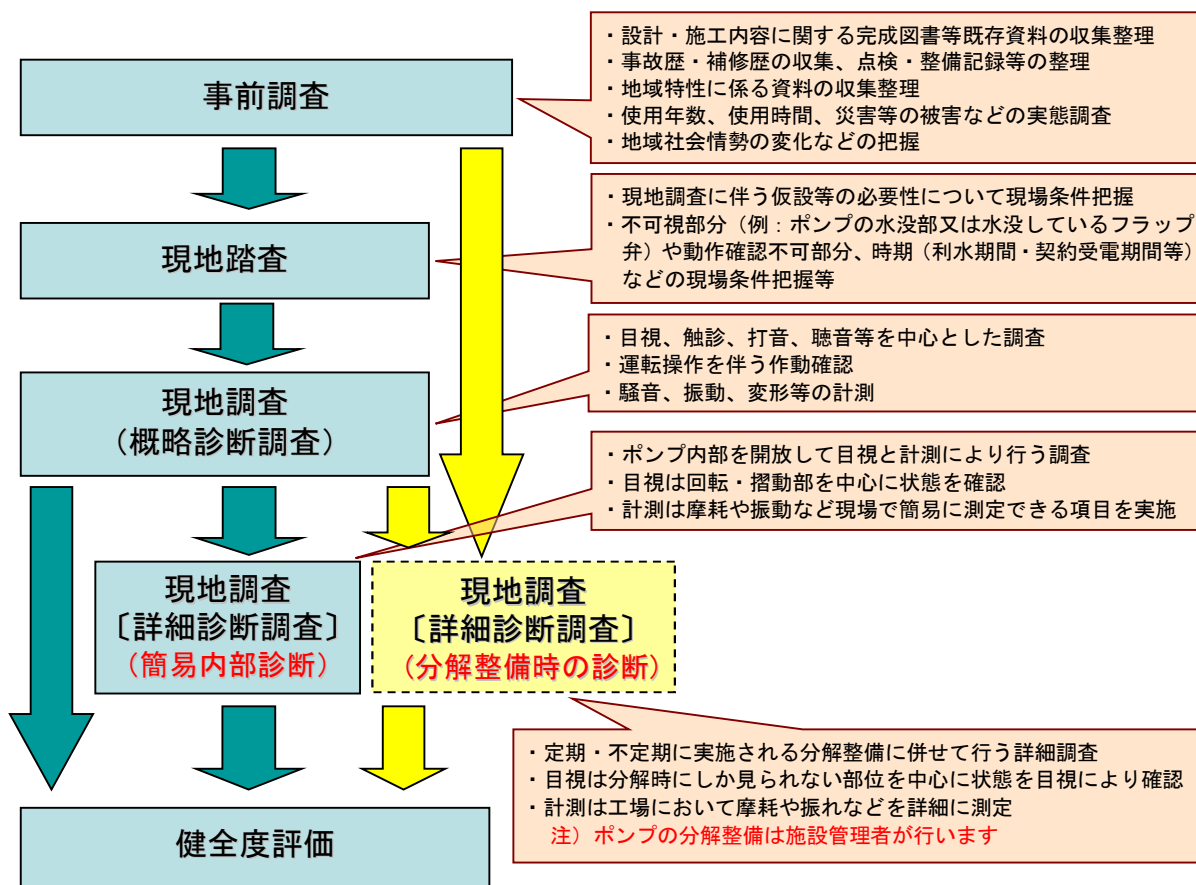 事前調査
・設計・施工内容に関する完成図書等既存資料の収集整理
・事故歴・補修歴の収集、点検・整備記録等の整理
・地域特性に係る資料の収集整理
・使用年数、使用時間、災害等の被害などの実態調査
・地域社会情勢の変化などの把握
現地踏査
・現地調査に伴う仮設等の必要性について現場条件把握
・不可視部分（例：ポンプの水没部又は水没しているフラップ
弁）や動作確認不可部分、時期（利水期間・契約受電期間等）
などの現場条件把握等
現地調査
（概略診断調査）
・目視、触診、打音、聴音等を中心とした調査
・運転操作を伴う作動確認
・騒音、振動、変形等の計測
・ポンプ内部を開放して目視と計測により行う調査
・目視は回転・摺動部を中心に状態を確認
・計測は摩耗や振動など現場で簡易に測定できる項目を実施
現地調査
〔詳細診断調査〕
（簡易内部診断）
現地調査
〔詳細診断調査〕
（分解整備時の診断）
・定期・不定期に実施される分解整備に併せて行う詳細調査
・目視は分解時にしか見られない部位を中心に状態を目視により確認
・計測は工場において摩耗や振れなどを詳細に測定
注）ポンプの分解整備は施設管理者が行います
健全度評価